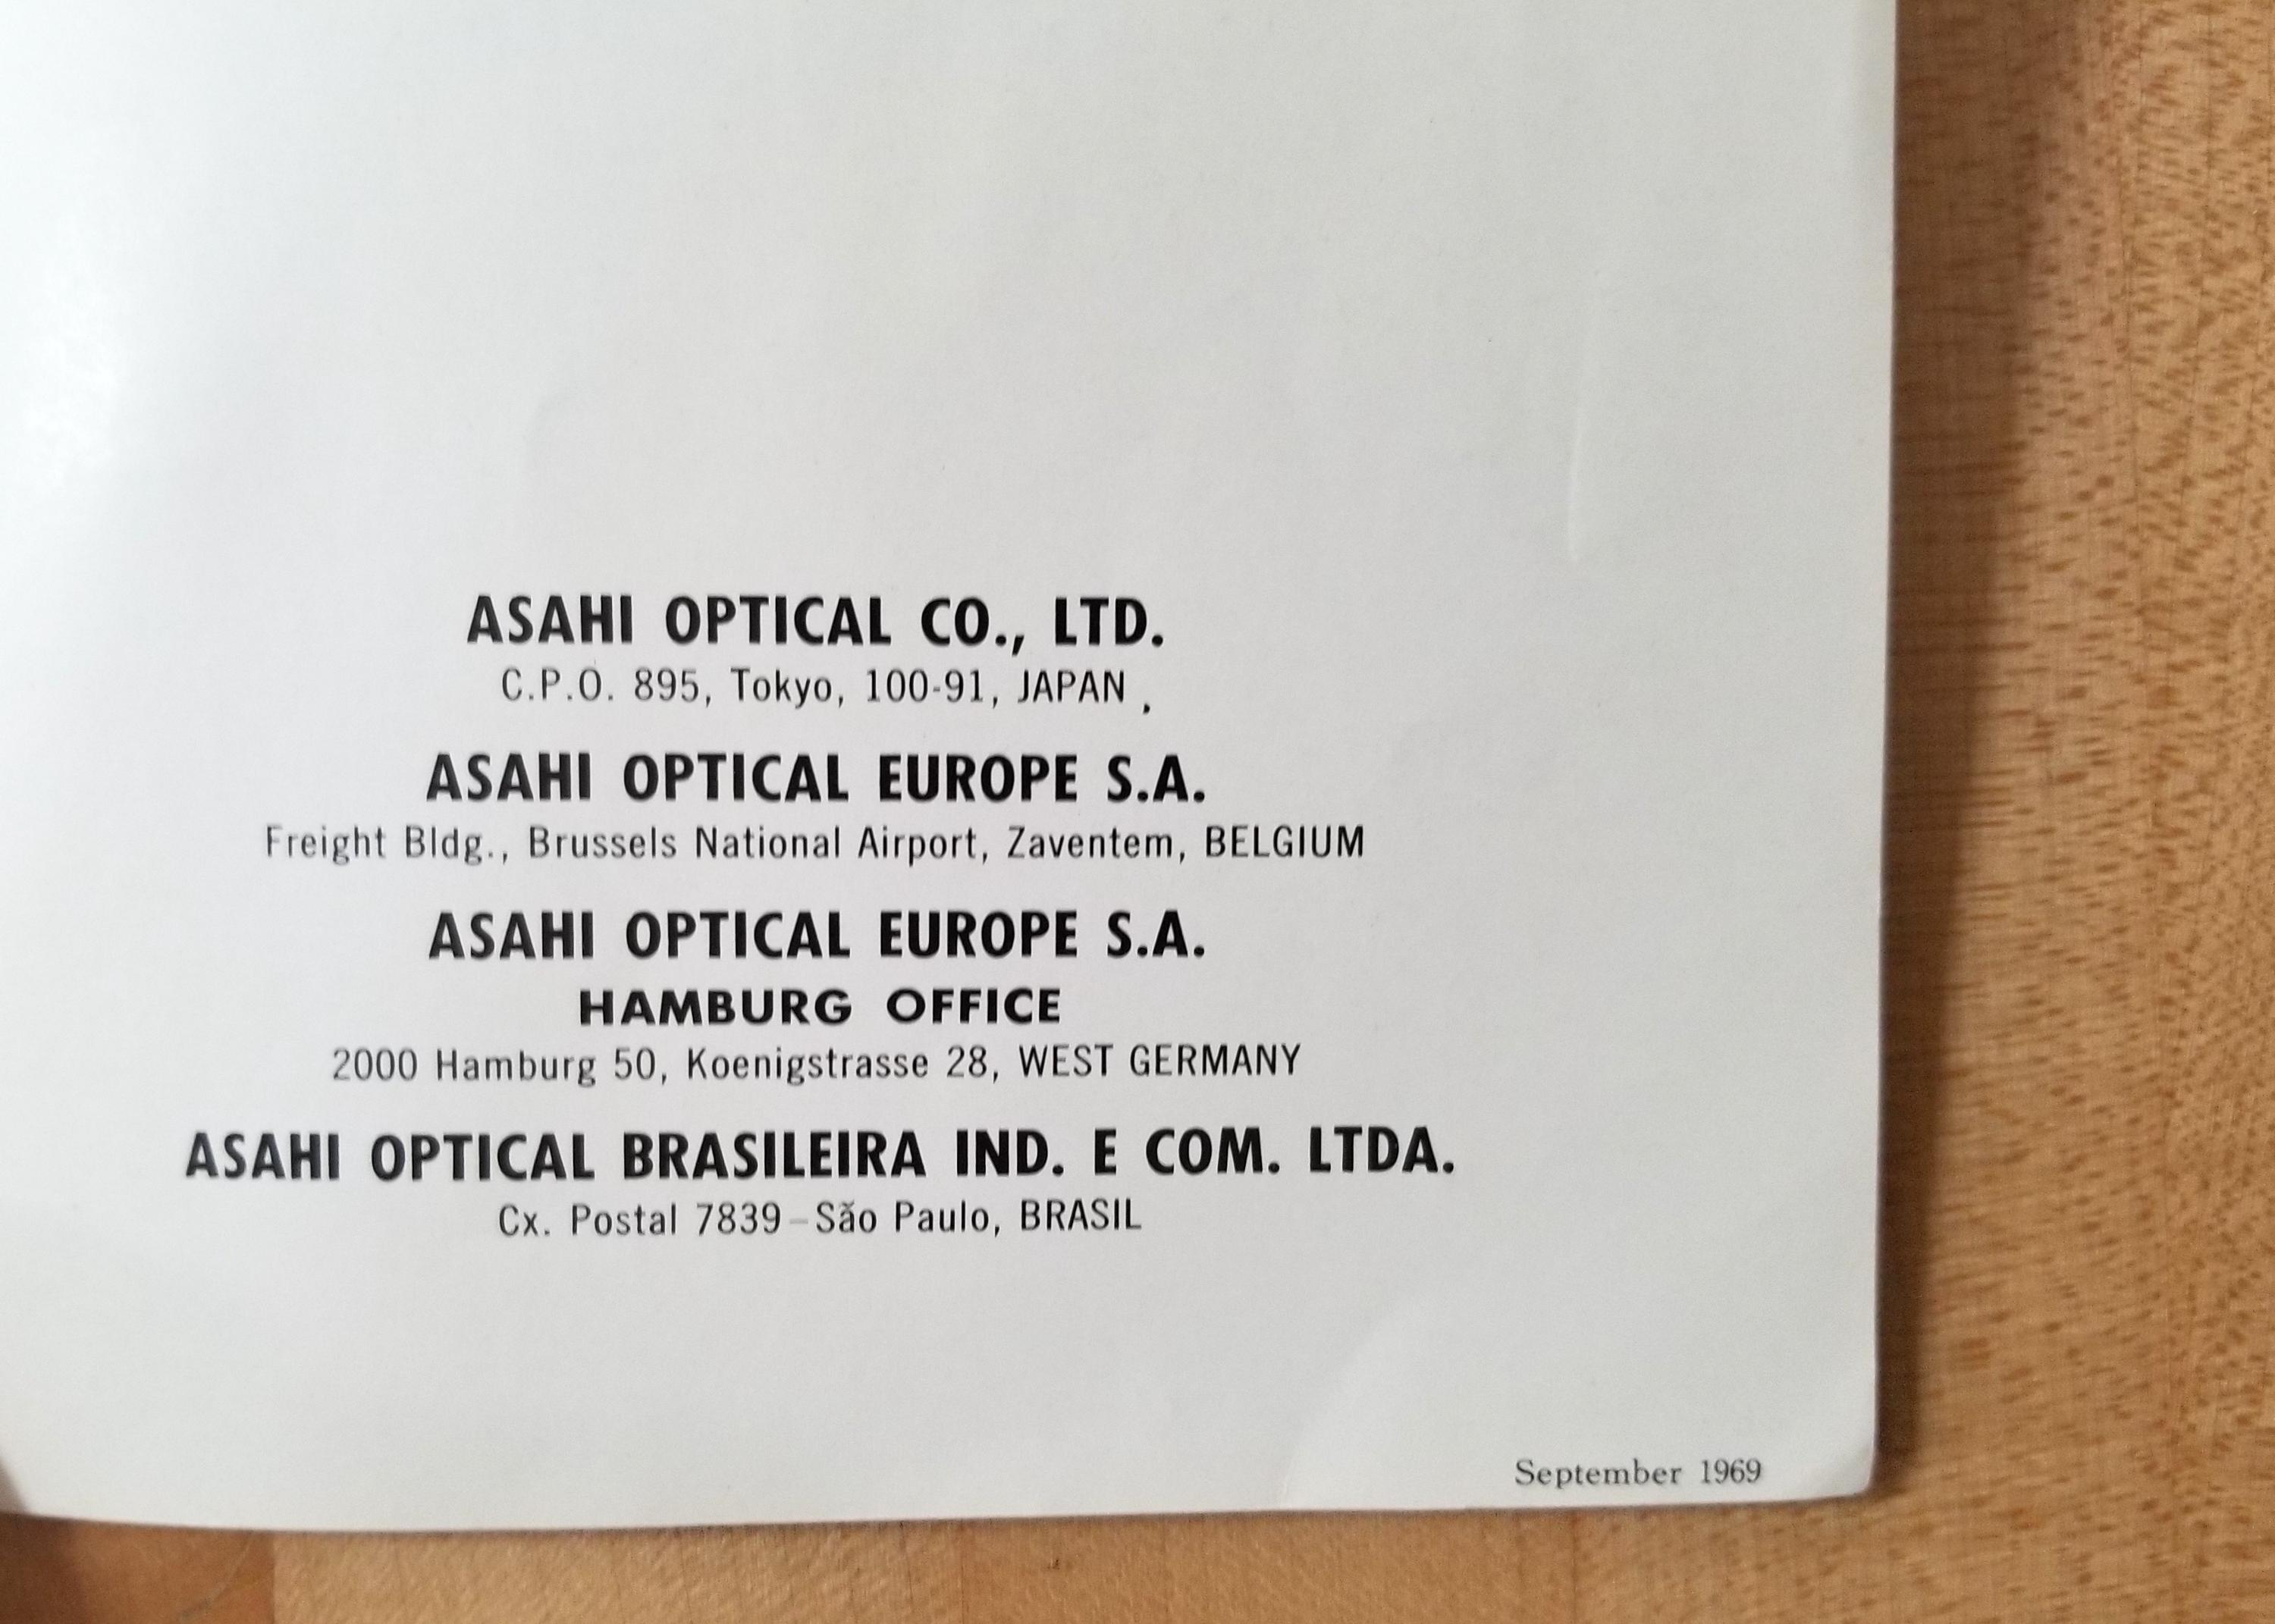 ASAHI OPTICAL CO., LTD.
C.P.O. 895, Tokyo, 100-91, JAPAN
ASAHI OPTICAL EUROPE S.A.
Freight Bldg., Brussels National Airport, Zaventem, BELGIUM
ASAHI OPTICAL EUROPE S.A.
HAMBURG OFFICE
2000 Hamburg 50, Koenigstrasse 28, WEST GERMANY
ASAHI OPTICAL BRASILEIRA IND. E COM. LTDA.
Cx. Postal 7839–São Paulo, BRASIL
September 1969